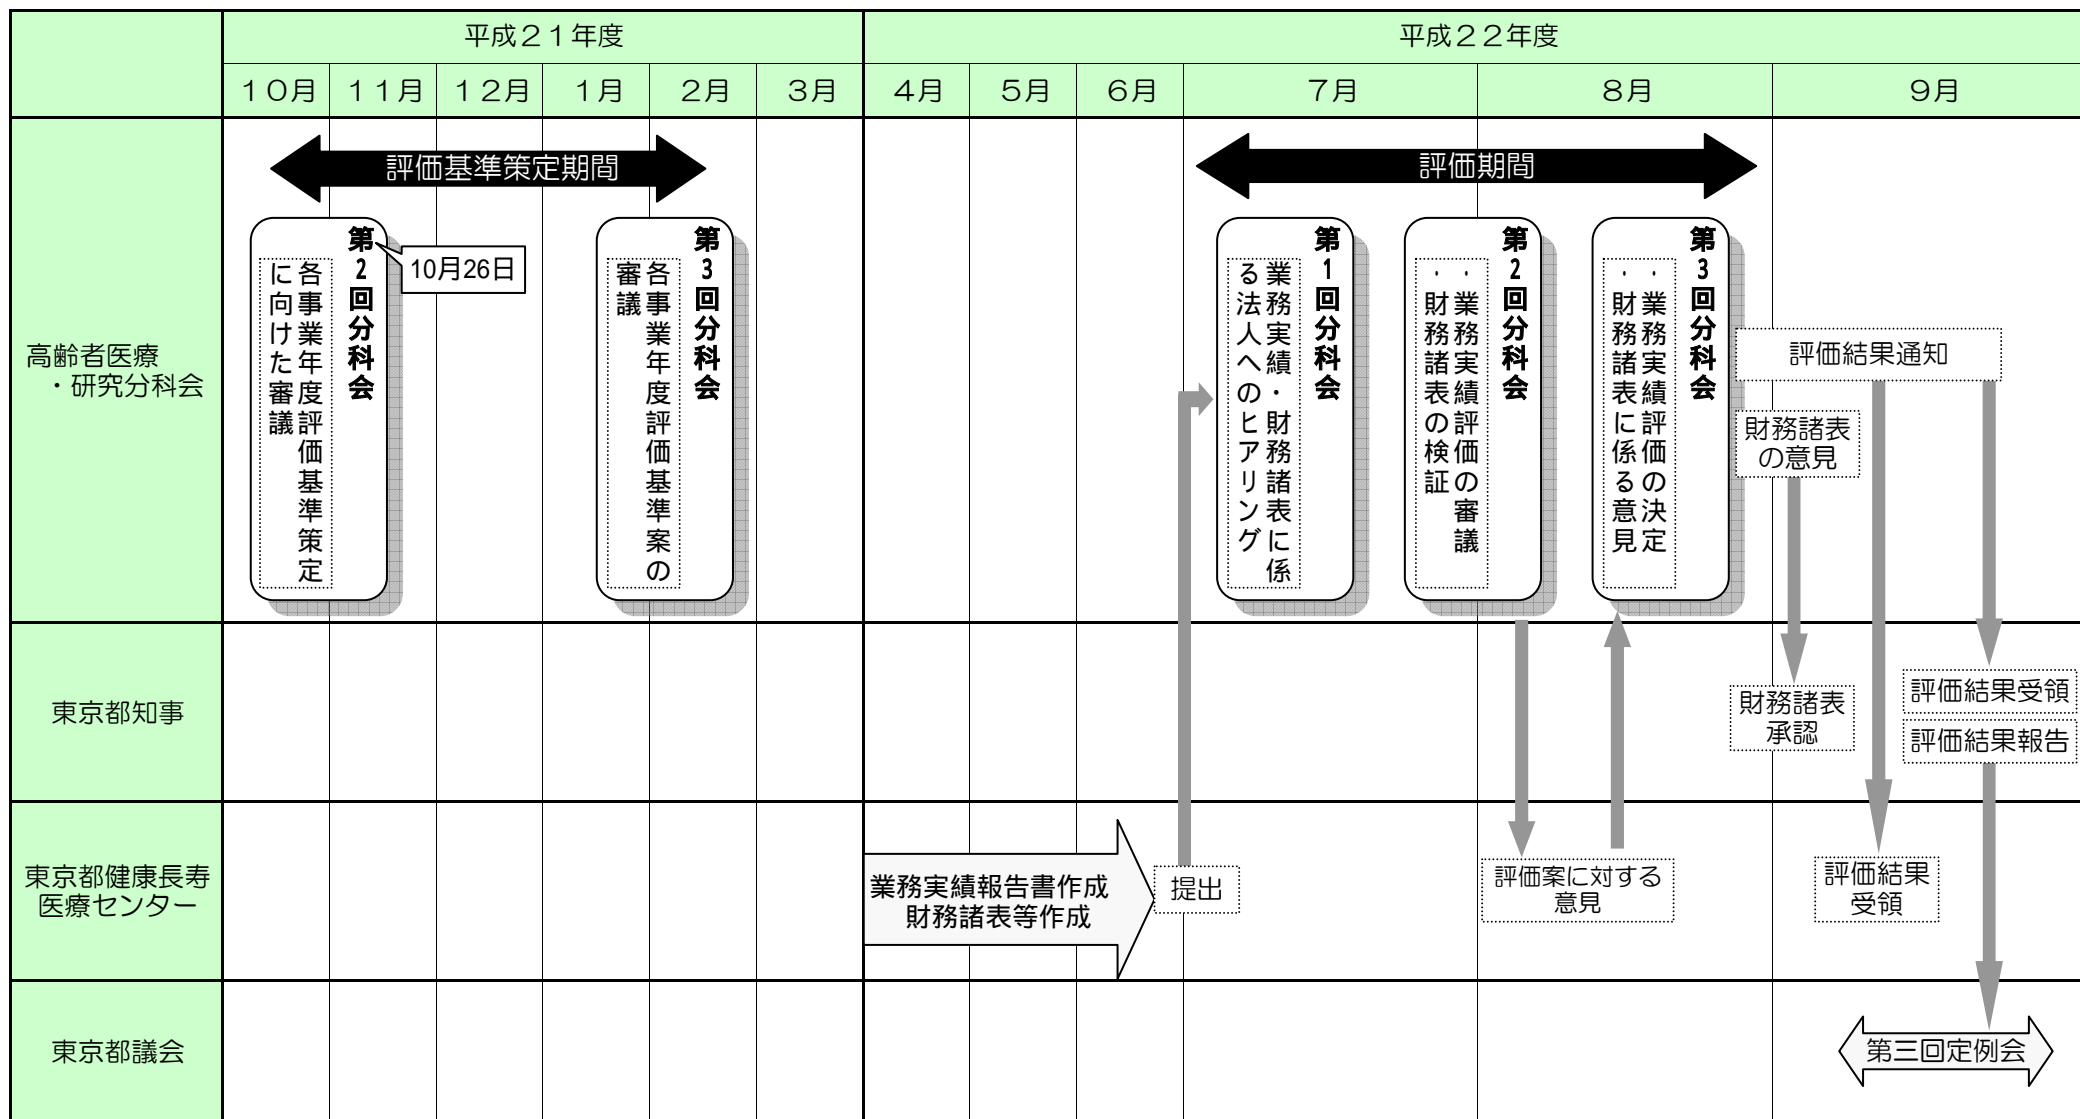 平成２１年度
平成２２年度
１０月
１１月
１２月
１月
２月
３月
４月
５月
６月
７月
８月
９月
高齢者医療
・研究分科会
評価基準策定期間
第2回分科会
各事業年度評価基準策定
に向けた審議
10月26日
第3回分科会
各事業年度評価基準案の
審議
評価期間
第1回分科会
業務実績・財務諸表に係
る法人へのヒアリング
第2回分科会
・業務実績評価の審議
・財務諸表の検証
第3回分科会
・業務実績評価の決定
・財務諸表に係る意見
評価結果通知
財務諸表
の意見
東京都知事
財務諸表
承認
評価結果受領
評価結果報告
東京都健康長寿
医療センター
業務実績報告書作成
財務諸表等作成
提出
評価案に対する
意見
評価結果
受領
東京都議会
第三回定例会